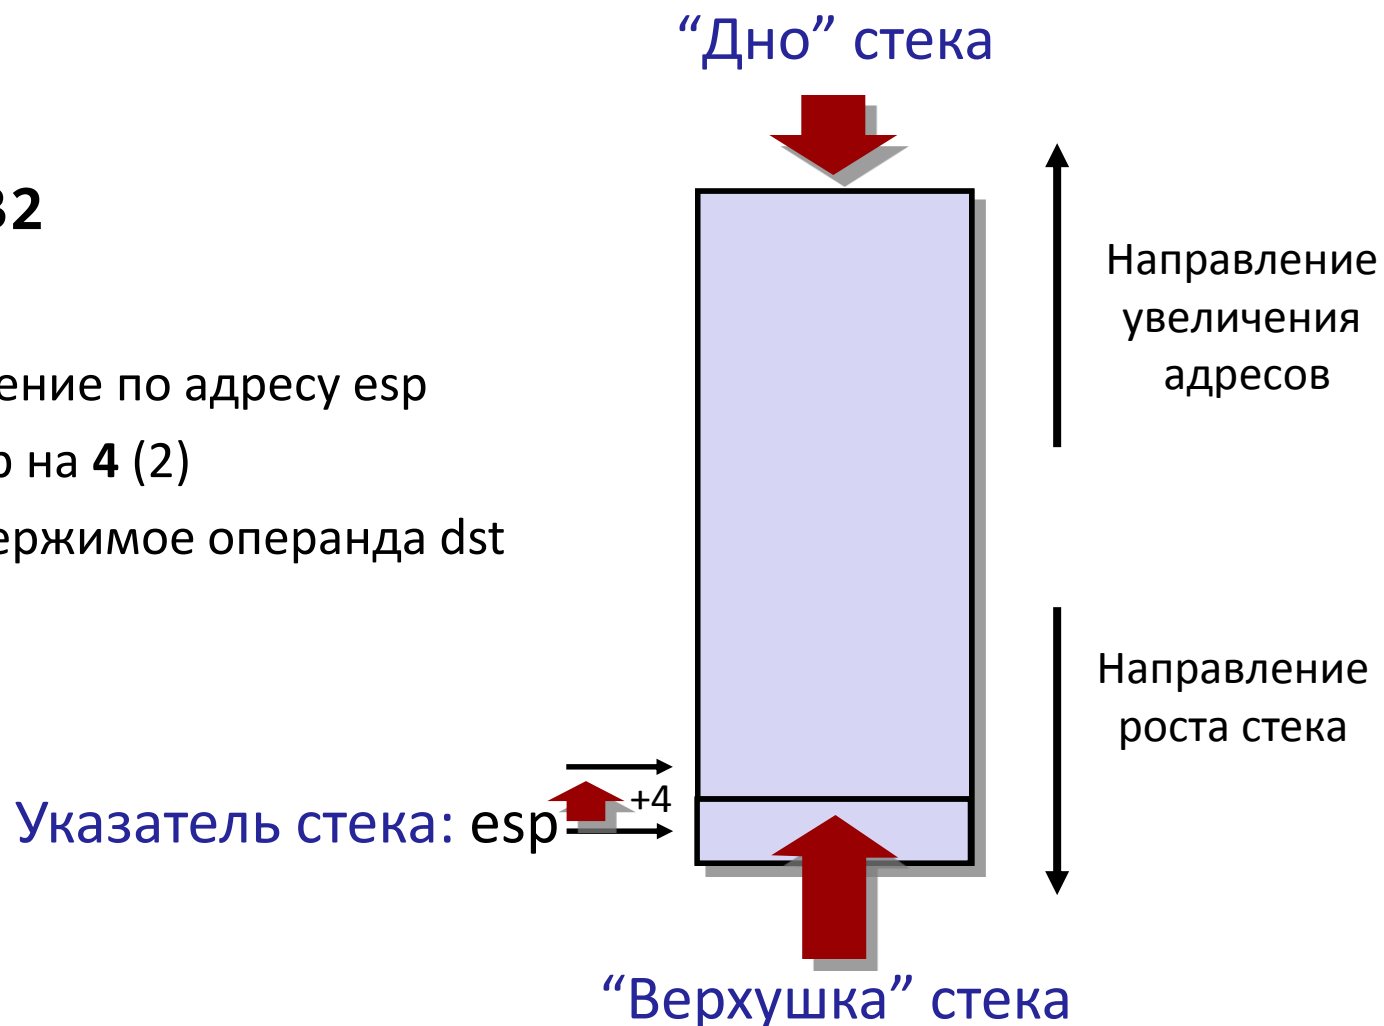 “Дно” стека
32
Направление
увеличения
адресов
ение по адресу esp
на 4 (2)
ержимое операнда dst
Направление
роста стека
+4
Указатель стека: esp
“Верхушка” стека